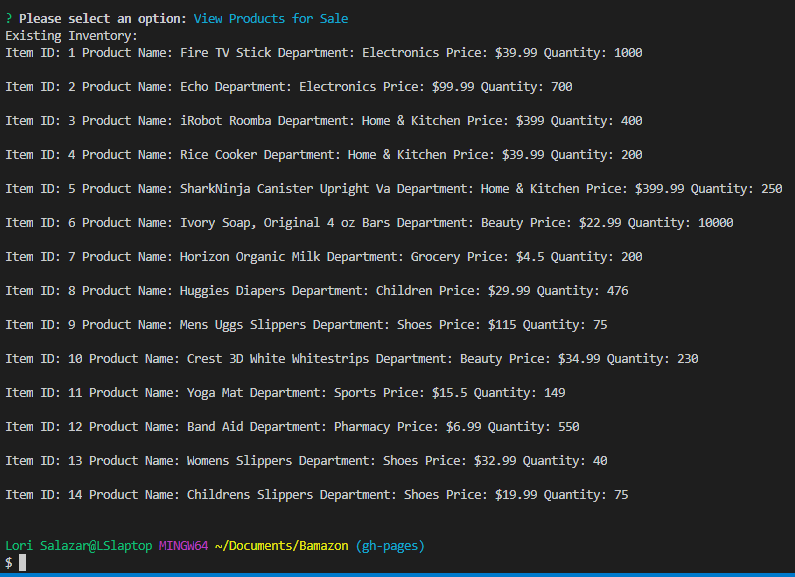 ? Please select an option: View Products for Sale
Existing Inventory:
Item ID: 1 Product Name: Fire TV Stick Department: Electronics Price: $39.99 Quantity: 1000
Item ID: 2 Product Name: Echo Department: Electronics Price: $99.99 Quantity: 700
Item ID: 3 Product Name: iRobot Roomba Department: Home & Kitchen Price: $399 Quantity: 400
Item ID: 4 Product Name: Rice Cooker Department: Home & Kitchen Price: $39.99 Quantity: 200
Item ID: 5 Product Name: SharkNinja Canister Upright Va Department: Home & Kitchen Price: $399.99 Quantity: 250
Item ID: 6 Product Name: Ivory Soap, Original 4 oz Bars Department: Beauty Price: $22.99 Quantity: 10000
Item ID: 7 Product Name: Horizon Organic Milk Department: Grocery Price: $4.5 Quantity: 200
Item ID: 8 Product Name: Huggies Diapers Department: Children Price: $29.99 Quantity: 476
Item ID: 9 Product Name: Mens Uggs Slippers Department: Shoes Price: $115 Quantity: 75
Item ID: 10 Product Name: Crest 3D White Whitestrips Department: Beauty Price: $34.99 Quantity: 230
Item ID: 11 Product Name: Yoga Mat Department: Sports Price: $15.5 Quantity: 149
Item ID: 12 Product Name: Band Aid Department: Pharmacy Price: $6.99 Quantity: 550
Item ID: 13 Product Name: Womens Slippers Department: Shoes Price: $32.99 Quantity: 40
Item ID: 14 Product Name: Childrens Slippers Department: Shoes Price: $19.99 Quantity: 75
Lori Salazar@LSlaptop MINGW64 ~/Documents/Bamazon (gh-pages)
$